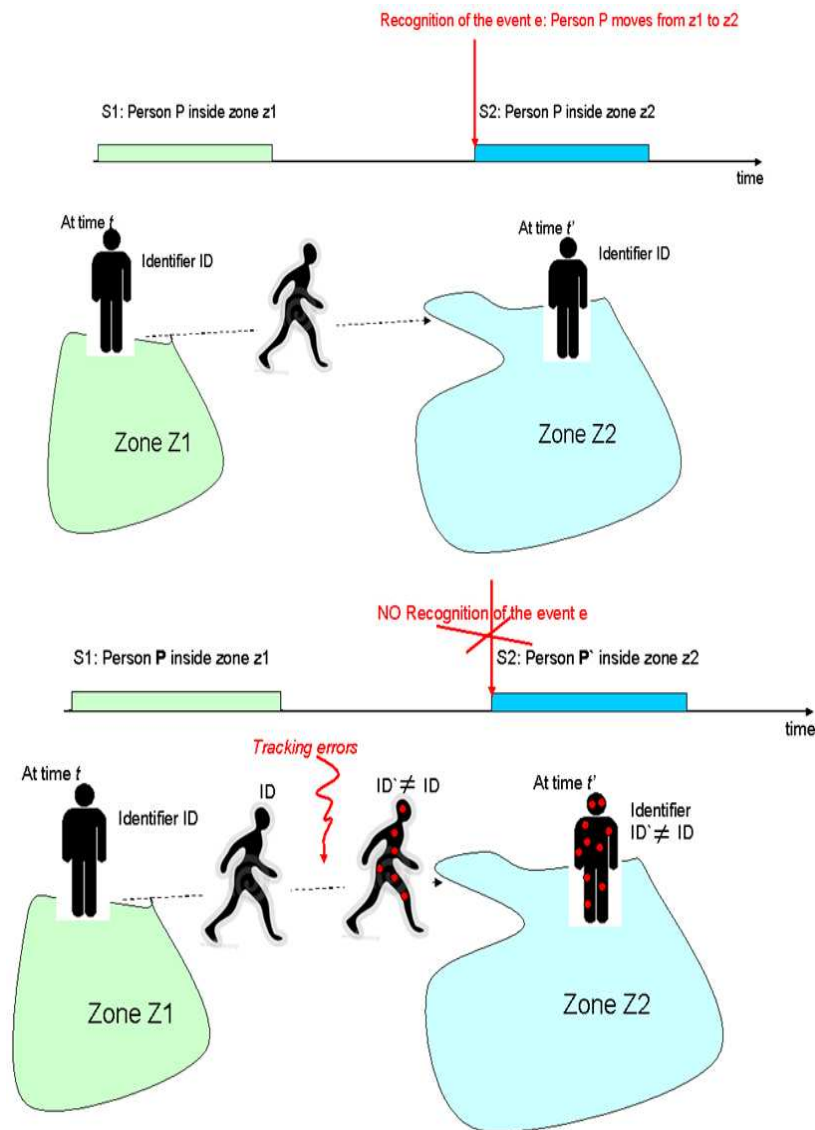 Recognition of the event e: Person P moves from z1 to z2
S1: Person P inside zone z1
S2: Person P inside zone z2
time
At time t
Identifier ID
At time t'
Identifier ID
Zone Z1
Zone Z2
NO Recognition of the event e
S1: Person P inside zone z1
S2: Person P` inside zone z2
time
Tracking errors
At time t
Identifier ID
ID
ID`≠ ID
At time t'
Identifier
ID`≠ ID
Zone Z1
Zone Z2